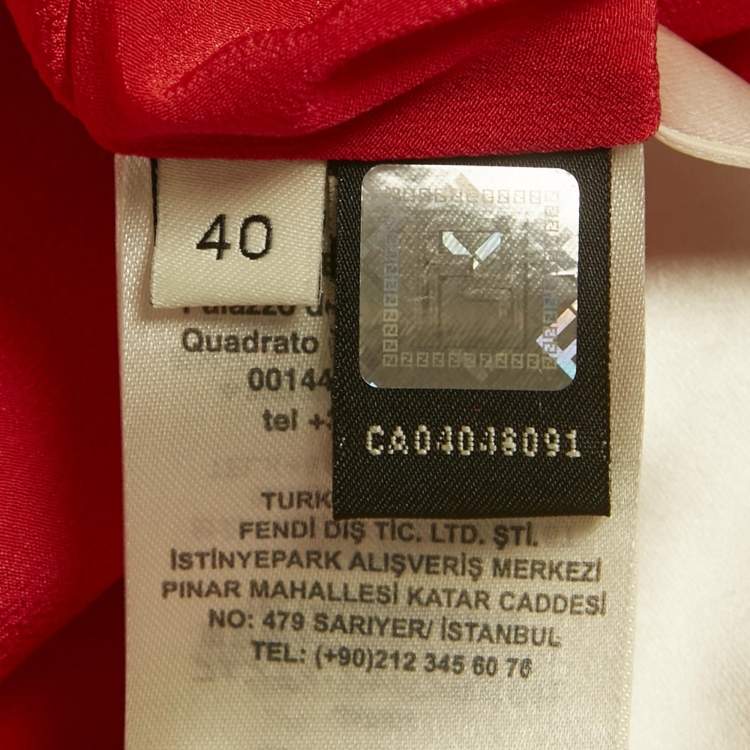 40
Palazzo
Quadrato
00144
tel
CA04048091
TURK
FENDİ DIŞ TİC. LTD. ŞTİ.
İSTİNYEPARK ALIŞVERİŞ MERKEZİ
PINAR MAHALLESİ KATAR CADDESİ
NO: 479 SARIYER/ İSTANBUL
TEL: (+90)212 345 60 76